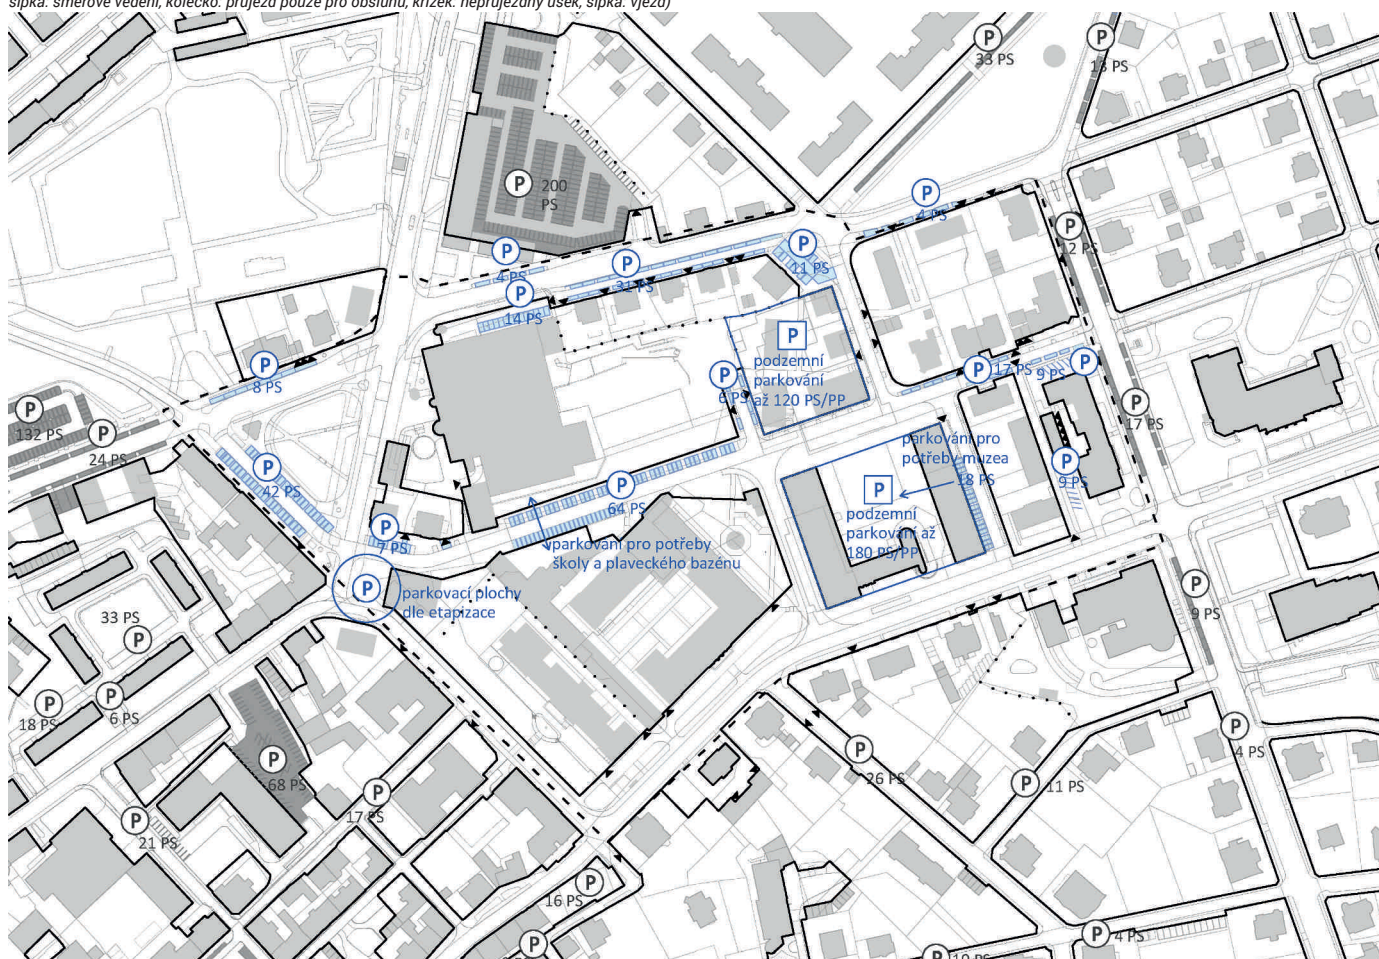 šipka: směrové vedení, kolečko: průjezd pouze pro obsluhu, křížek: neprůjezdný úsek, šipka: vjezd)
P
33 PS
P
13 PS
P
200
PS
P
4 PS
P
12 PS
P
4 PS
P
31 PS
P
11 PS
P
14 PS
P
podzemní
parkování
až 120 PS/PP
P
8 PS
P
6 PS
P
17 PS
P
9 PS
P
132 PS
P
24 PS
P
17 PS
P
42 PS
P
64 PS
parkování pro
potřeby muzea
18 PS
P
podzemní
parkování až
180 PS/PP
P
9 PS
P
7 PS
parkování pro potřeby
školy a plaveckého bazénu
P
parkovací plochy
dle etapizace
P
9 PS
33 PS
P
P
18 PS
P
6 PS
P
68 PS
P
17 PS
P
21 PS
P
26 PS
P
11 PS
P
4 PS
P
16 PS
P
P
4 PS
P